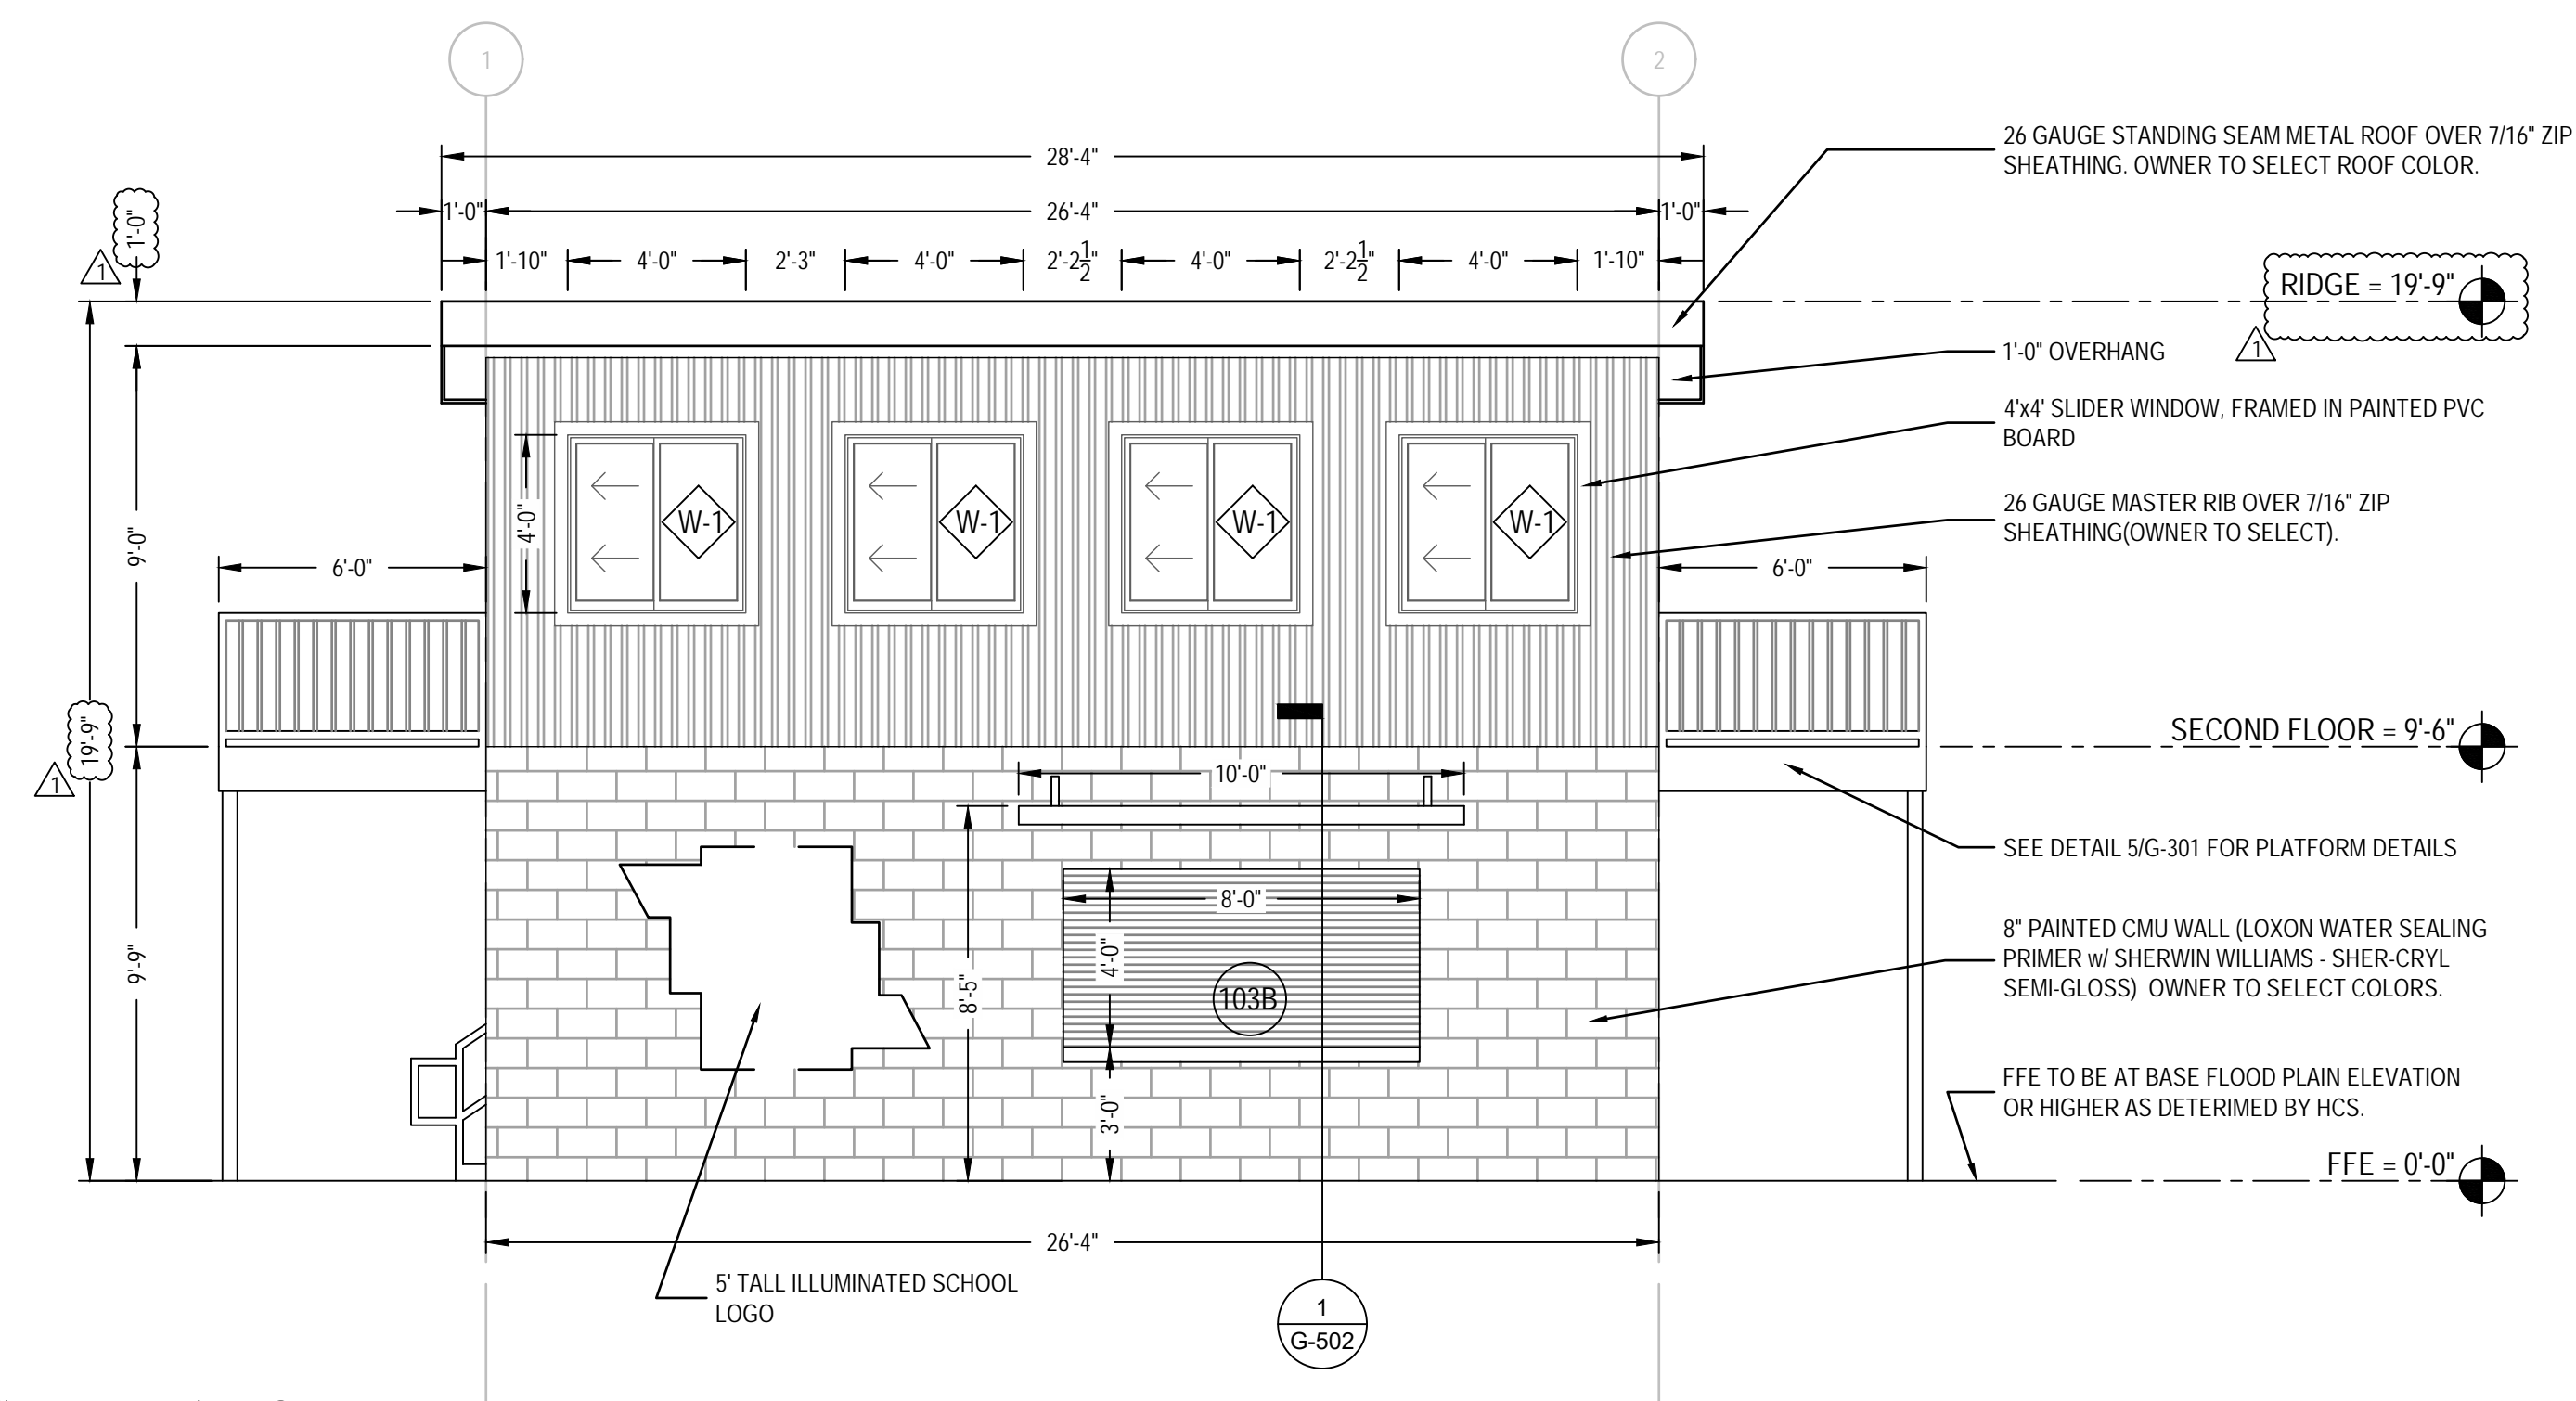 1
2
28'-4"
1'-0"
26'-4"
1'-0"
1'-10"
4'-0"
2'-3"
4'-0"
2'-2 1/2"
4'-0"
2'-2 1/2"
4'-0"
1'-10"
1'-0"
1
26 GAUGE STANDING SEAM METAL ROOF OVER 7/16" ZIP
SHEATHING. OWNER TO SELECT ROOF COLOR.
RIDGE = 19'-9"
1
1'-0" OVERHANG
4'x4' SLIDER WINDOW, FRAMED IN PAINTED PVC
BOARD
26 GAUGE MASTER RIB OVER 7/16" ZIP
SHEATHING(OWNER TO SELECT).
4'-0"
W-1
W-1
W-1
W-1
9'-0"
6'-0"
6'-0"
19'-9"
1
SECOND FLOOR = 9'-6"
10'-0"
SEE DETAIL 5/G-301 FOR PLATFORM DETAILS
8'-0"
4'-0"
103B
8'-5"
3'-0"
9'-9"
8" PAINTED CMU WALL (LOXON WATER SEALING
PRIMER w/ SHERWIN WILLIAMS - SHER-CRYL
SEMI-GLOSS) OWNER TO SELECT COLORS.
FFE TO BE AT BASE FLOOD PLAIN ELEVATION
OR HIGHER AS DETERIMED BY HCS.
FFE = 0'-0"
26'-4"
5' TALL ILLUMINATED SCHOOL
LOGO
1
G-502